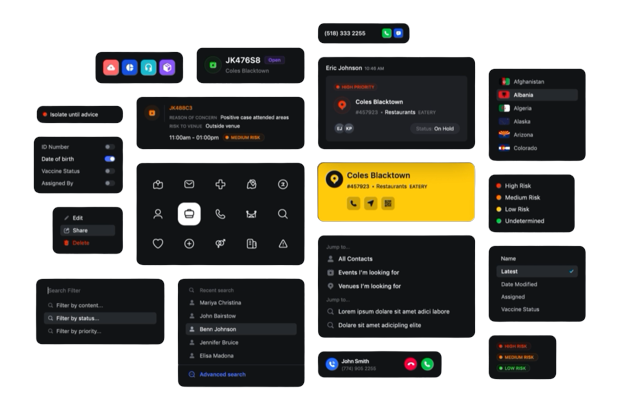 (516) 333 2255
JK476S8 Open
Coles Blacktown
Eric Johnson 10:46 AM
HIGH PRIORITY
Coles Blacktown
#457923 • Restaurants EATERY
EJ RP
Status: On Hold
Afghanistan
Albania
Algeria
Alaska
Arizona
Colorado
Isolate until advice
JK485C3
REASON OF CONCERN Positive case attended areas
RISK TO VENUE Outside venue
11:00am - 01:00pm MEDIUM RISK
ID Number
Date of birth
Vaccine Status
Assigned By
Coles Blacktown
#457923 • Restaurants EATERY
High Risk
Medium Risk
Low Risk
Undetermined
Edit
Share
Delete
Jump to...
All Contacts
Events I'm looking for
Venues I'm looking for
Jump to...
Lorem ipsum dolare sit amet adici labore
Dolare sit amet adicipling elite
Name
Latest
Date Modified
Assigned
Vaccine Status
Search Filter
Filter by content...
Filter by status...
Filter by priority...
Recent search
Mariya Christina
John Bairstow
Benn Johnson
Jennifer Bruice
Elisa Madona
Advanced search
John Smith
(774) 905 2255
HIGH RISK
MEDIUM RISK
LOW RISK